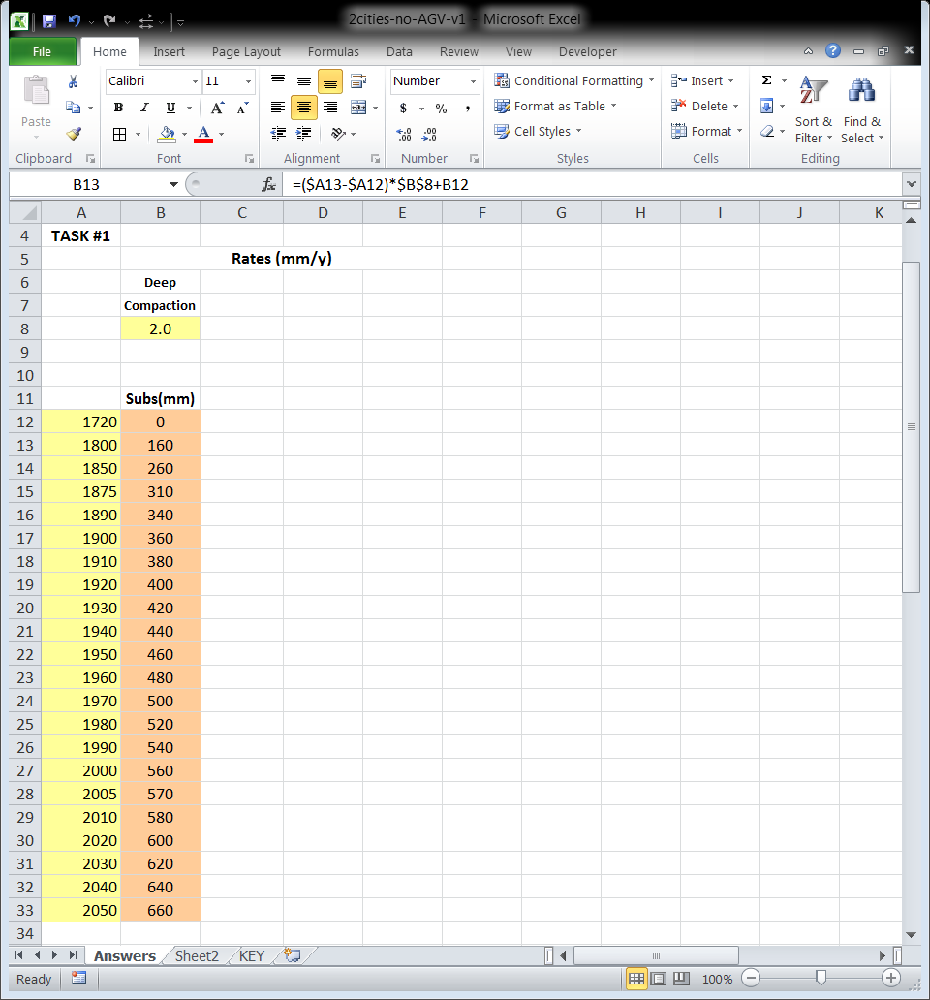 2cities-no-AGV-v1 - Microsoft Excel
File Home Insert Page Layout Formulas Data Review View Developer
Calibri 11 Number Conditional Formatting Insert Σ
Paste B I U A A $ % , Format as Table Delete Sort & Filter Find & Select
A Cell Styles Format
Clipboard Font Alignment Number Styles Cells Editing
B13 fx =($A13-$A12)*$B$8+B12
A B C D E F G H I J K
4 TASK #1
5 Rates (mm/y)
6 Deep
7 Compaction
8 2.0
9
10
11 Subs(mm)
12 1720 0
13 1800 160
14 1850 260
15 1875 310
16 1890 340
17 1900 360
18 1910 380
19 1920 400
20 1930 420
21 1940 440
22 1950 460
23 1960 480
24 1970 500
25 1980 520
26 1990 540
27 2000 560
28 2005 570
29 2010 580
30 2020 600
31 2030 620
32 2040 640
33 2050 660
34
Answers Sheet2 KEY
Ready 100%